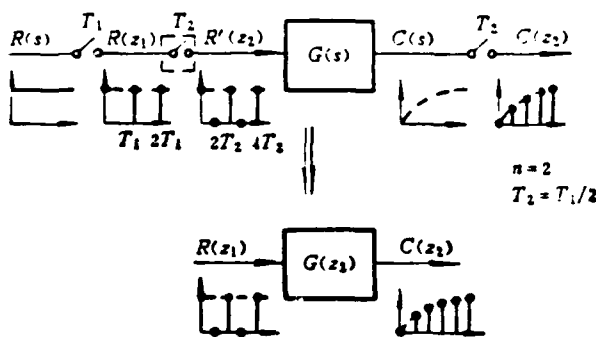 R(s) T₁ R(z₁) T₂ R′(z₂) G(s) C(s) T₂ C(z₂)
T₁ 2T₁ 2T₂ 4T₂
n=2
T₂=T₁/2
R(z₁) G(z₂) C(z₂)